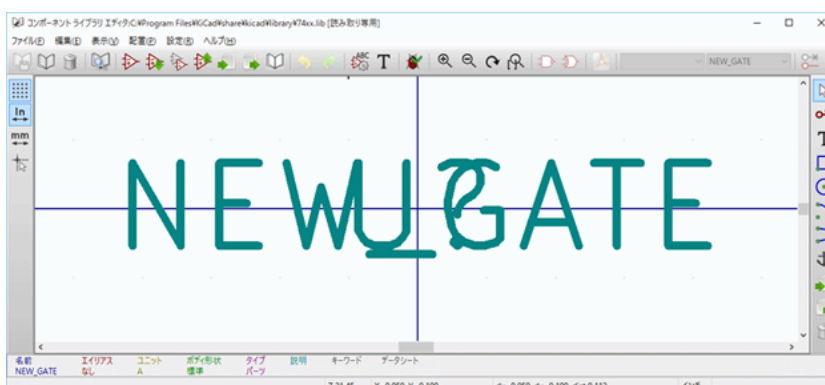 コンポーネント ライブラリ エディタ: C:¥Program Files¥KiCad¥share¥kicad¥library¥74xx.lib [読み取り専用]
ファイル(F) 編集(E) 表示(V) 配置(P) 設定(R) ヘルプ(H)
ABC T NEW_GATE
In
mm
NEW_GATE
U?
名前 エイリアス ユニット ボディ形状 タイプ 説明 キーワード データシート
NEW_GATE なし A 標準 パーツ